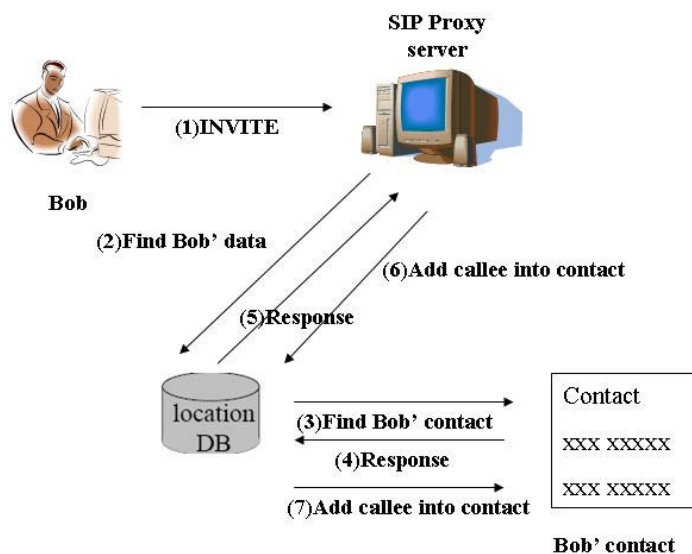 SIP Proxy
server
(1)INVITE
Bob
(2)Find Bob' data
(6)Add callee into contact
(5)Response
location
DB
(3)Find Bob' contact
(4)Response
(7)Add callee into contact
Contact
xxx xxxxx
xxx xxxxx
Bob' contact